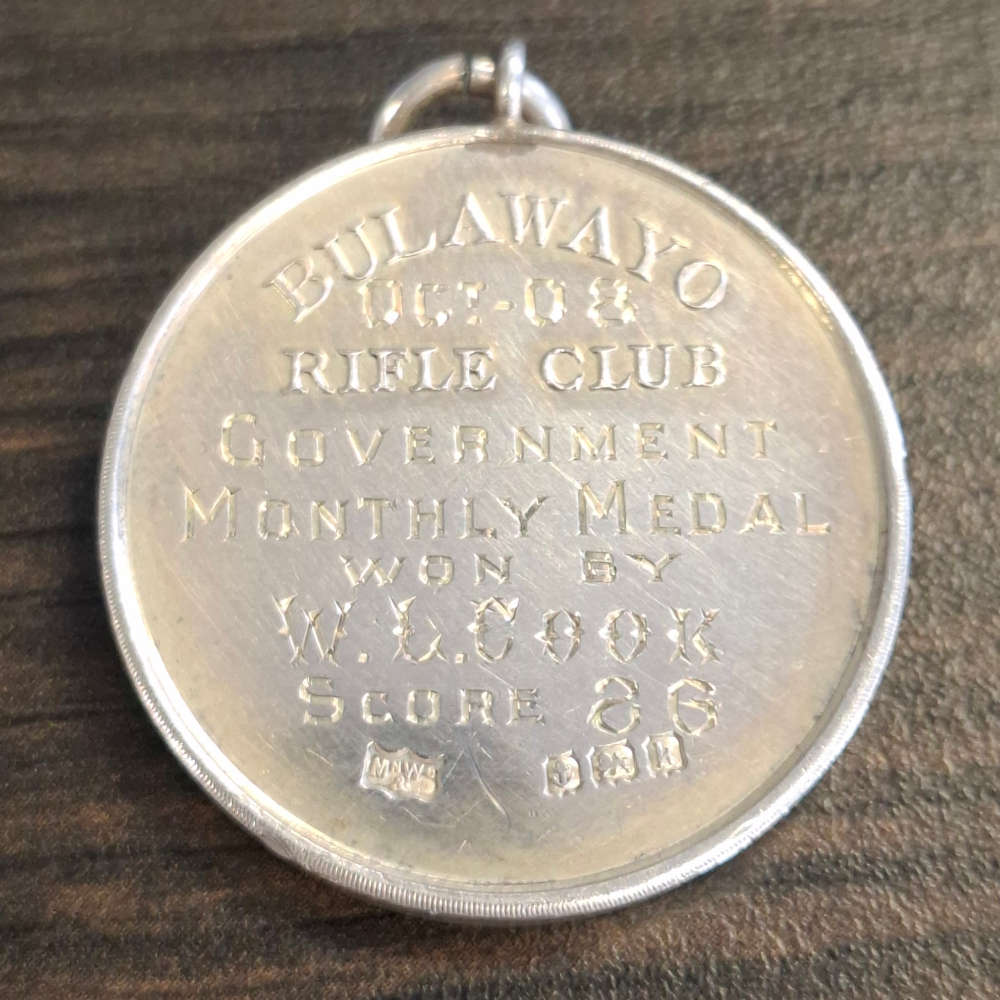 BULAWAYO
OCT-08
RIFLE CLUB
GOVERNMENT
MONTHLY MEDAL
WON BY
W. L. COOK
SCORE 86